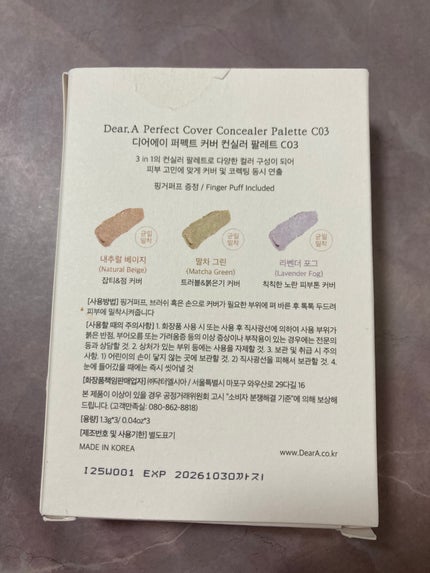 Dear.A Perfect Cover Concealer Palette C03
디어에이 퍼펙트 커버 컨실러 팔레트 C03
3 in 1의 컨실러 팔레트로 다양한 컬러 구성이 되어
피부 고민에 맞게 커버 및 코렉팅 동시 연출
핑거퍼프 증정 / Finger Puff Included
균일
밀착
균일
밀착
균일
밀착
내추럴 베이지
(Natural Beige)
잡티&점 커버
말차 그린
(Matcha Green)
트러블&붉은기 커버
라벤더 포그
(Lavender Fog)
칙칙한 노란 피부톤 커버
[사용방법] 핑거퍼프, 브러쉬 혹은 손으로 커버가 필요한 부위에 펴 바른 후 톡톡 두드려
피부에 밀착시켜줍니다
[사용할 때의 주의사항] 1. 화장품 사용 시 또는 사용 후 직사광선에 의하여 사용 부위가
붉은 반점, 부어오름 또는 가려움증 등의 이상 증상이나 부작용이 있는 경우에는 전문의
등과 상담할 것. 2. 상처가 있는 부위 등에는 사용을 자제할 것. 3. 보관 및 취급 시 주의
사항. 1) 어린이의 손이 닿지 않는 곳에 보관할 것. 2) 직사광선을 피해서 보관할 것. 4.
눈에 들어갔을 때에는 즉시 씻어낼 것
[화장품책임판매업자] ㈜닥터엘시아 / 서울특별시 마포구 와우산로 29다길 16
본 제품이 이상이 있을 경우 공정거래위원회 고시 "소비자 분쟁해결 기준"에 의해 보상해
드립니다. (고객만족실: 080-862-8818)
[용량] 1.3g*3/ 0.04oz*3
[제조번호 및 사용기한] 별도표기
MADE IN KOREA
www.DearA.co.kr
I25W001 EXP 20261030까지